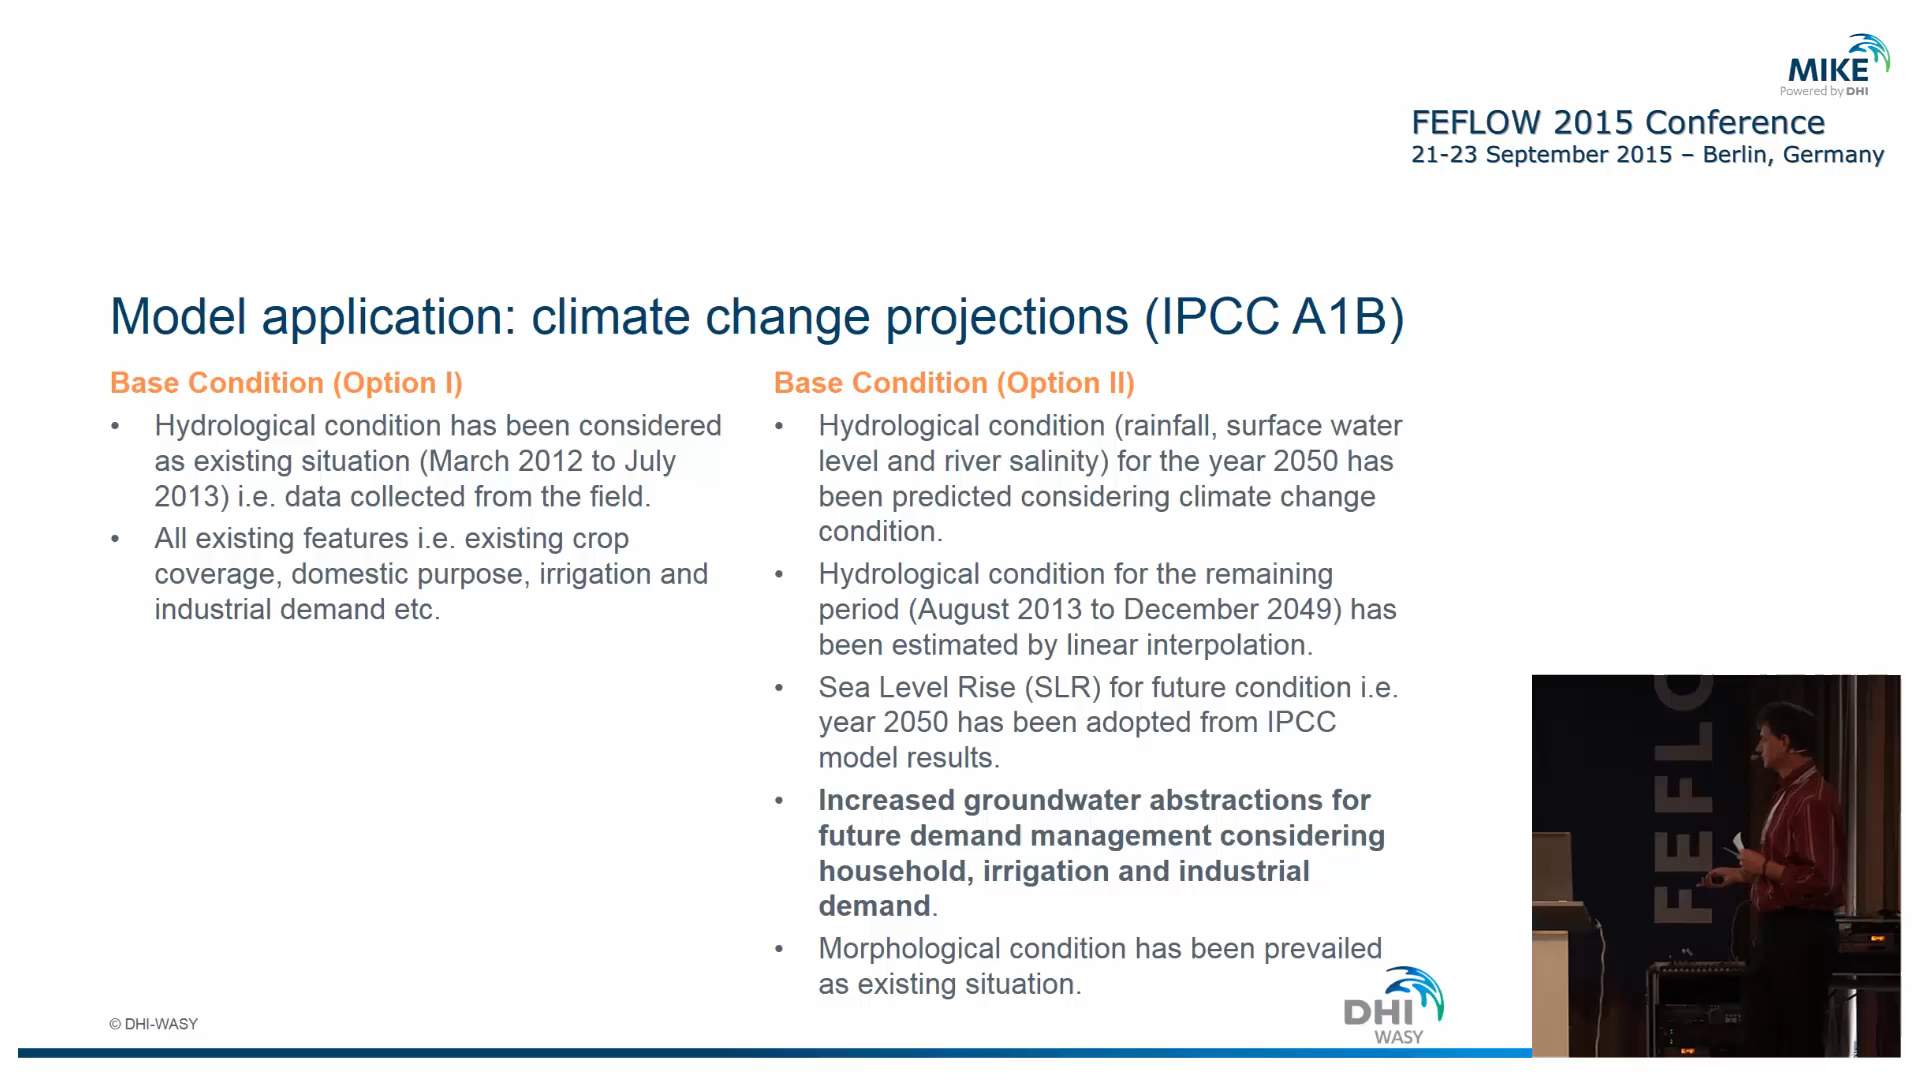 MIKE
Powered by DHI
FEFLOW 2015 Conference
21-23 September 2015 – Berlin, Germany
Model application: climate change projections (IPCC A1B)
Base Condition (Option I)
• Hydrological condition has been considered
as existing situation (March 2012 to July
2013) i.e. data collected from the field.
• All existing features i.e. existing crop
coverage, domestic purpose, irrigation and
industrial demand etc.
Base Condition (Option II)
• Hydrological condition (rainfall, surface water
level and river salinity) for the year 2050 has
been predicted considering climate change
condition.
• Hydrological condition for the remaining
period (August 2013 to December 2049) has
been estimated by linear interpolation.
• Sea Level Rise (SLR) for future condition i.e.
year 2050 has been adopted from IPCC
model results.
• Increased groundwater abstractions for
future demand management considering
household, irrigation and industrial
demand.
• Morphological condition has been prevailed
as existing situation.
FEFLO
© DHI-WASY
DHI
WASY